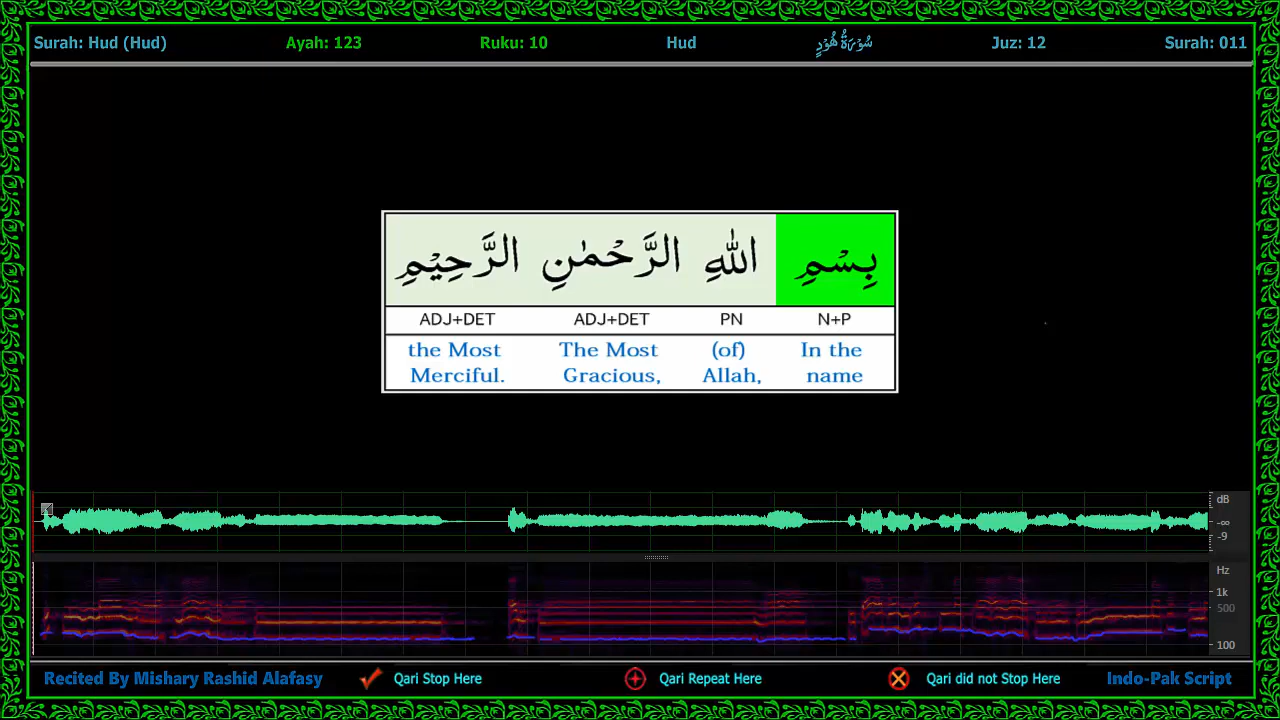 Surah: Hud (Hud) Ayah: 123 Ruku: 10 Hud سُوْرَةُ هُوْدٍ Juz: 12 Surah: 011
بِسْمِ اللّٰهِ الرَّحْمٰنِ الرَّحِيْمِ
ADJ+DET ADJ+DET PN N+P
the Most The Most (of) In the
Merciful. Gracious, Allah, name
dB
-∞
-9
Hz
1k
500
100
Recited By Mishary Rashid Alafasy Qari Stop Here Qari Repeat Here Qari did not Stop Here Indo-Pak Script